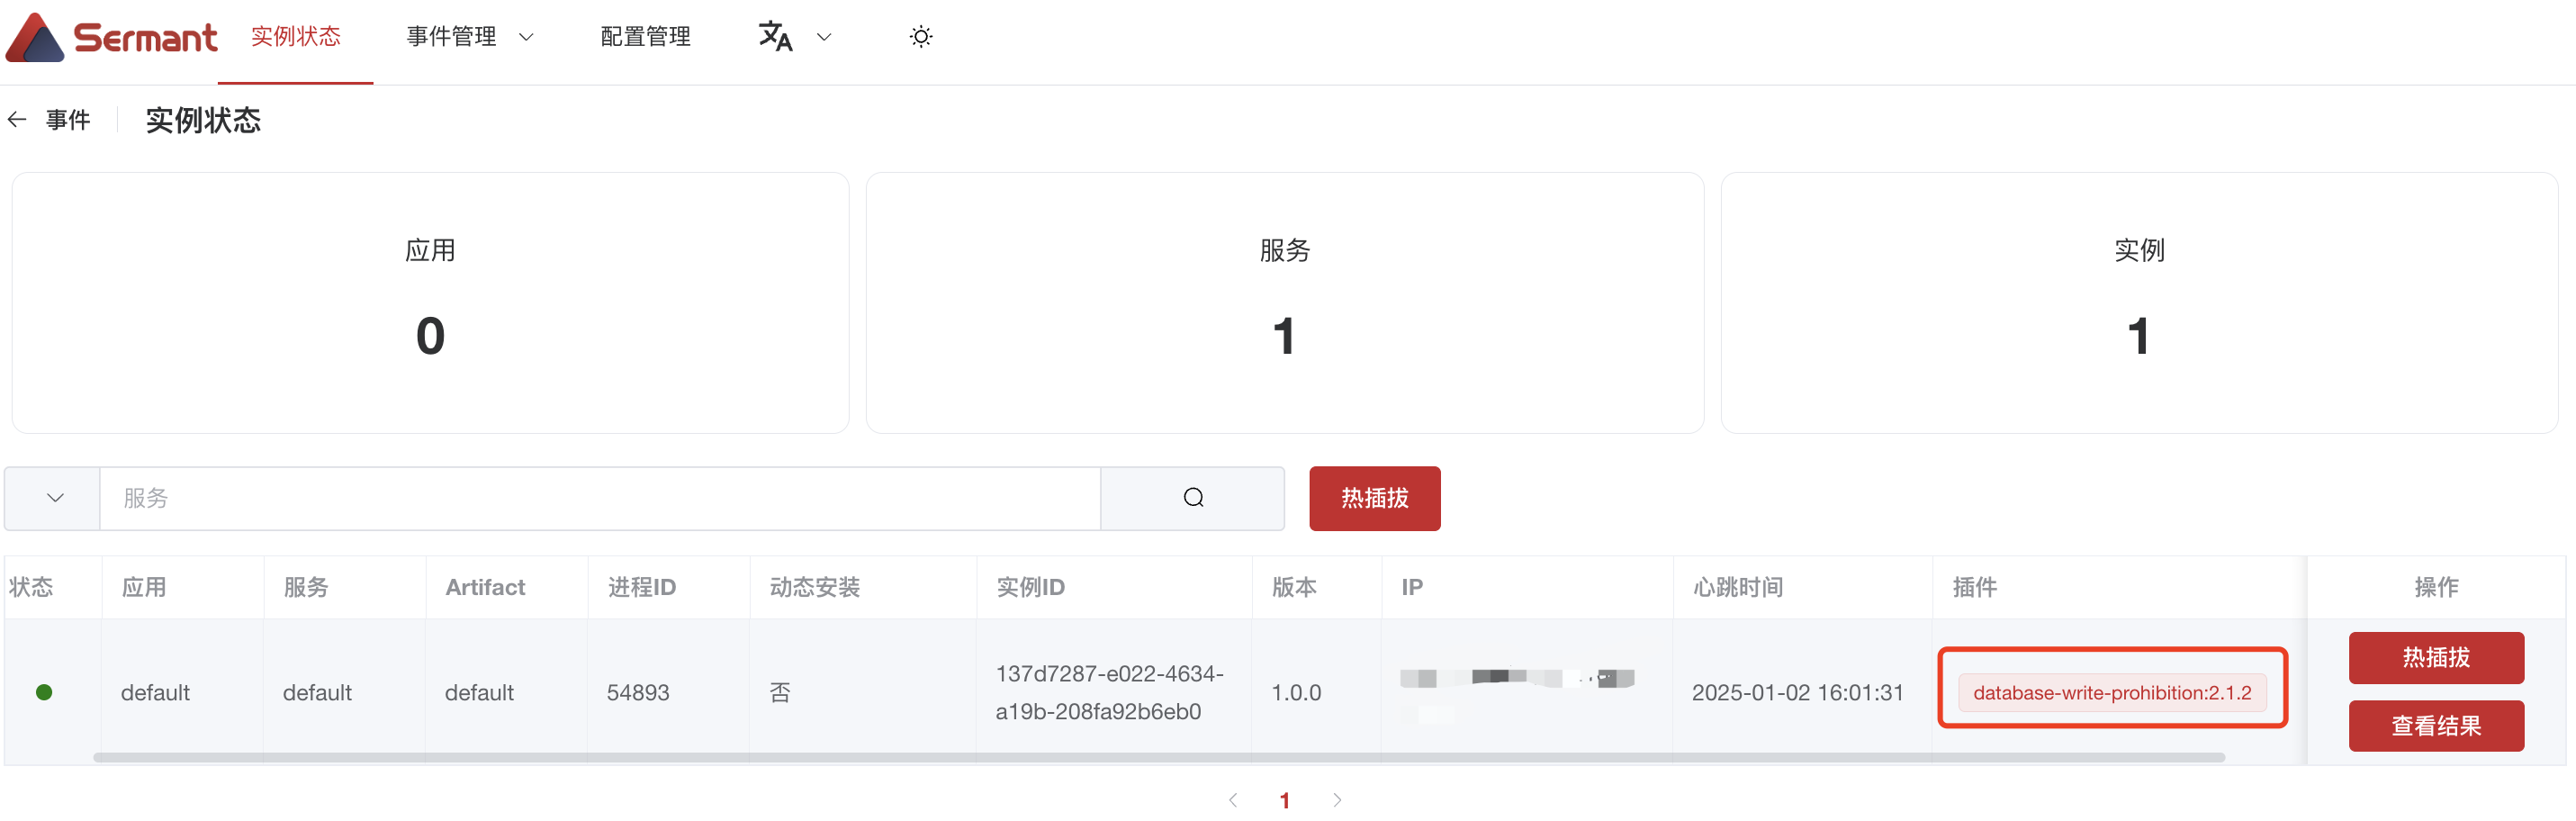 Sermant 实例状态 事件管理 配置管理
事件 实例状态
应用 服务 实例
0 1 1
服务 热插拔
状态 应用 服务 Artifact 进程ID 动态安装 实例ID 版本 IP 心跳时间 插件 操作
热插拔
137d7287-e022-4634-
default default default 54893 否 1.0.0 2025-01-02 16:01:31 database-write-prohibition:2.1.2
a19b-208fa92b6eb0
查看结果
1